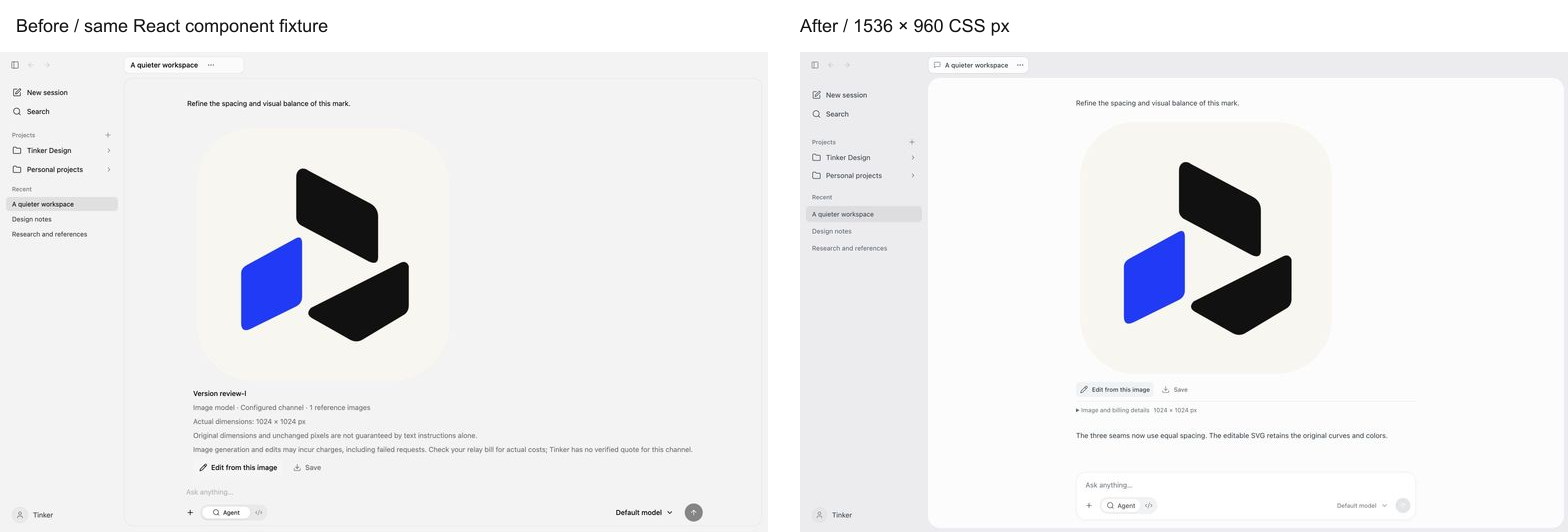 Before / same React component fixture
A quieter workspace ...
New session
Search
Projects
Tinker Design
Personal projects
Recent
A quieter workspace
Design notes
Research and references
Tinker
Refine the spacing and visual balance of this mark.
Version review-I
Image model · Configured channel · 1 reference images
Actual dimensions: 1024 × 1024 px
Original dimensions and unchanged pixels are not guaranteed by text instructions alone.
Image generation and edits may incur charges, including failed requests. Check your relay bill for actual costs; Tinker has no verified quote for this channel.
Edit from this image Save
Ask anything...
Agent </> Default model
After / 1536 × 960 CSS px
A quieter workspace ...
New session
Search
Projects
Tinker Design
Personal projects
Recent
A quieter workspace
Design notes
Research and references
Tinker
Refine the spacing and visual balance of this mark.
Edit from this image Save
Image and billing details 1024 × 1024 px
The three seams now use equal spacing. The editable SVG retains the original curves and colors.
Ask anything...
Agent </> Default model